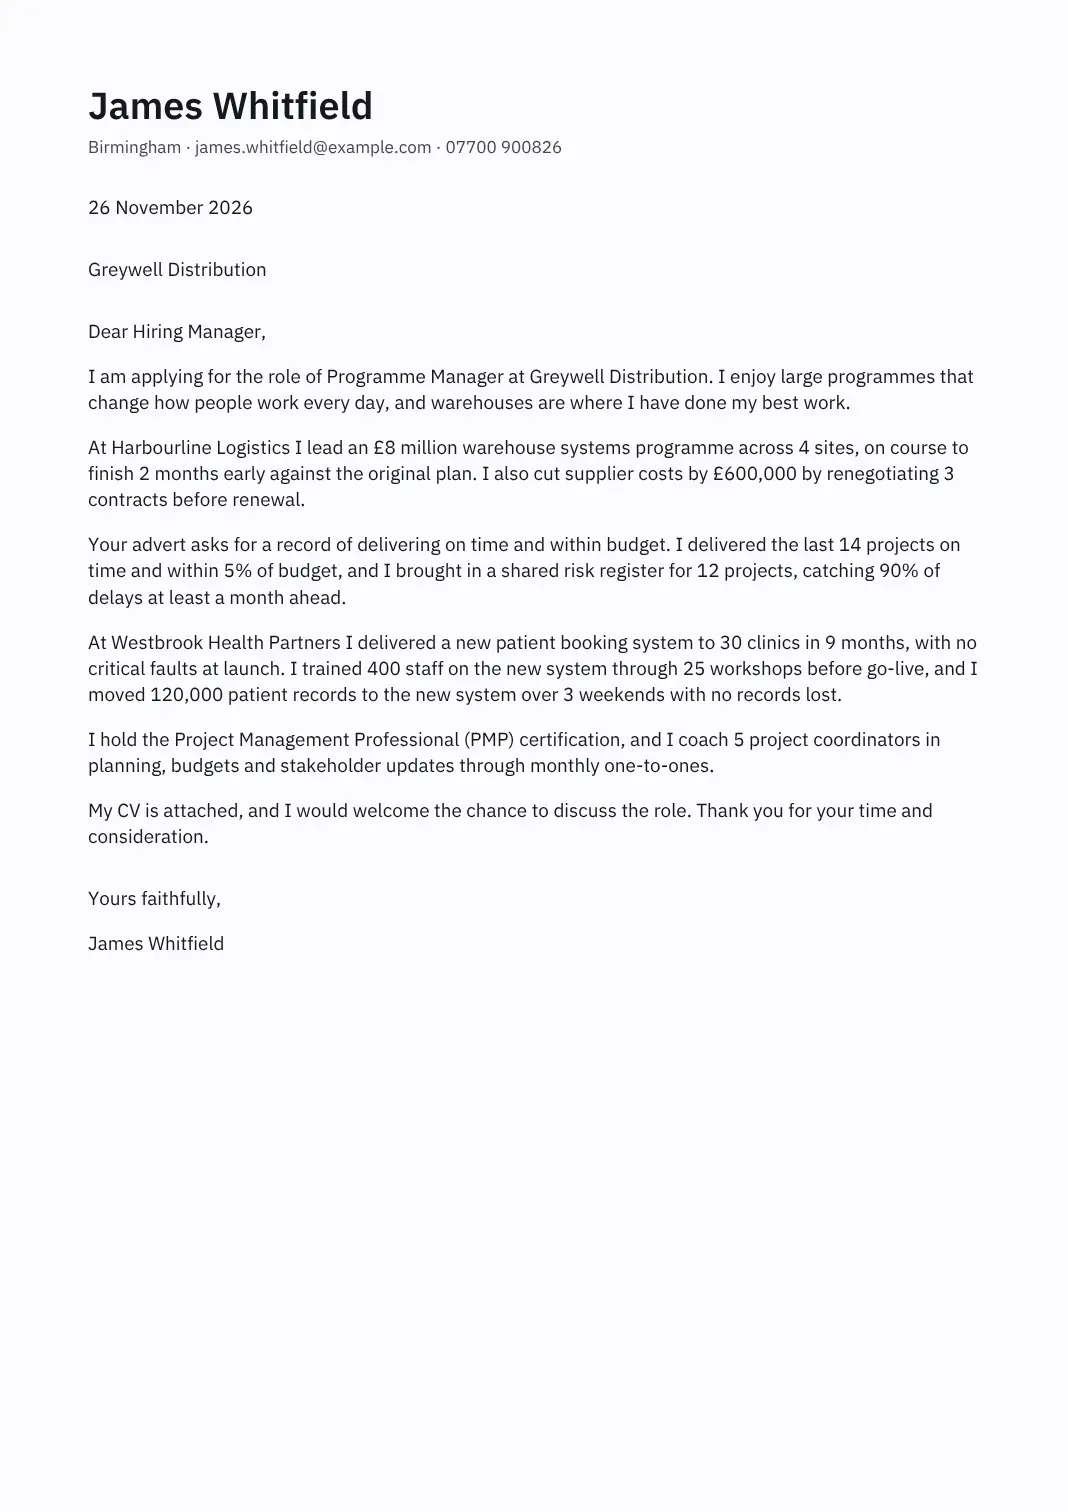 James Whitfield
Birmingham · james.whitfield@example.com · 07700 900826
26 November 2026
Greywell Distribution
Dear Hiring Manager,
I am applying for the role of Programme Manager at Greywell Distribution. I enjoy large programmes that
change how people work every day, and warehouses are where I have done my best work.
At Harbourline Logistics I lead an £8 million warehouse systems programme across 4 sites, on course to
finish 2 months early against the original plan. I also cut supplier costs by £600,000 by renegotiating 3
contracts before renewal.
Your advert asks for a record of delivering on time and within budget. I delivered the last 14 projects on
time and within 5% of budget, and I brought in a shared risk register for 12 projects, catching 90% of
delays at least a month ahead.
At Westbrook Health Partners I delivered a new patient booking system to 30 clinics in 9 months, with no
critical faults at launch. I trained 400 staff on the new system through 25 workshops before go-live, and I
moved 120,000 patient records to the new system over 3 weekends with no records lost.
I hold the Project Management Professional (PMP) certification, and I coach 5 project coordinators in
planning, budgets and stakeholder updates through monthly one-to-ones.
My CV is attached, and I would welcome the chance to discuss the role. Thank you for your time and
consideration.
Yours faithfully,
James Whitfield